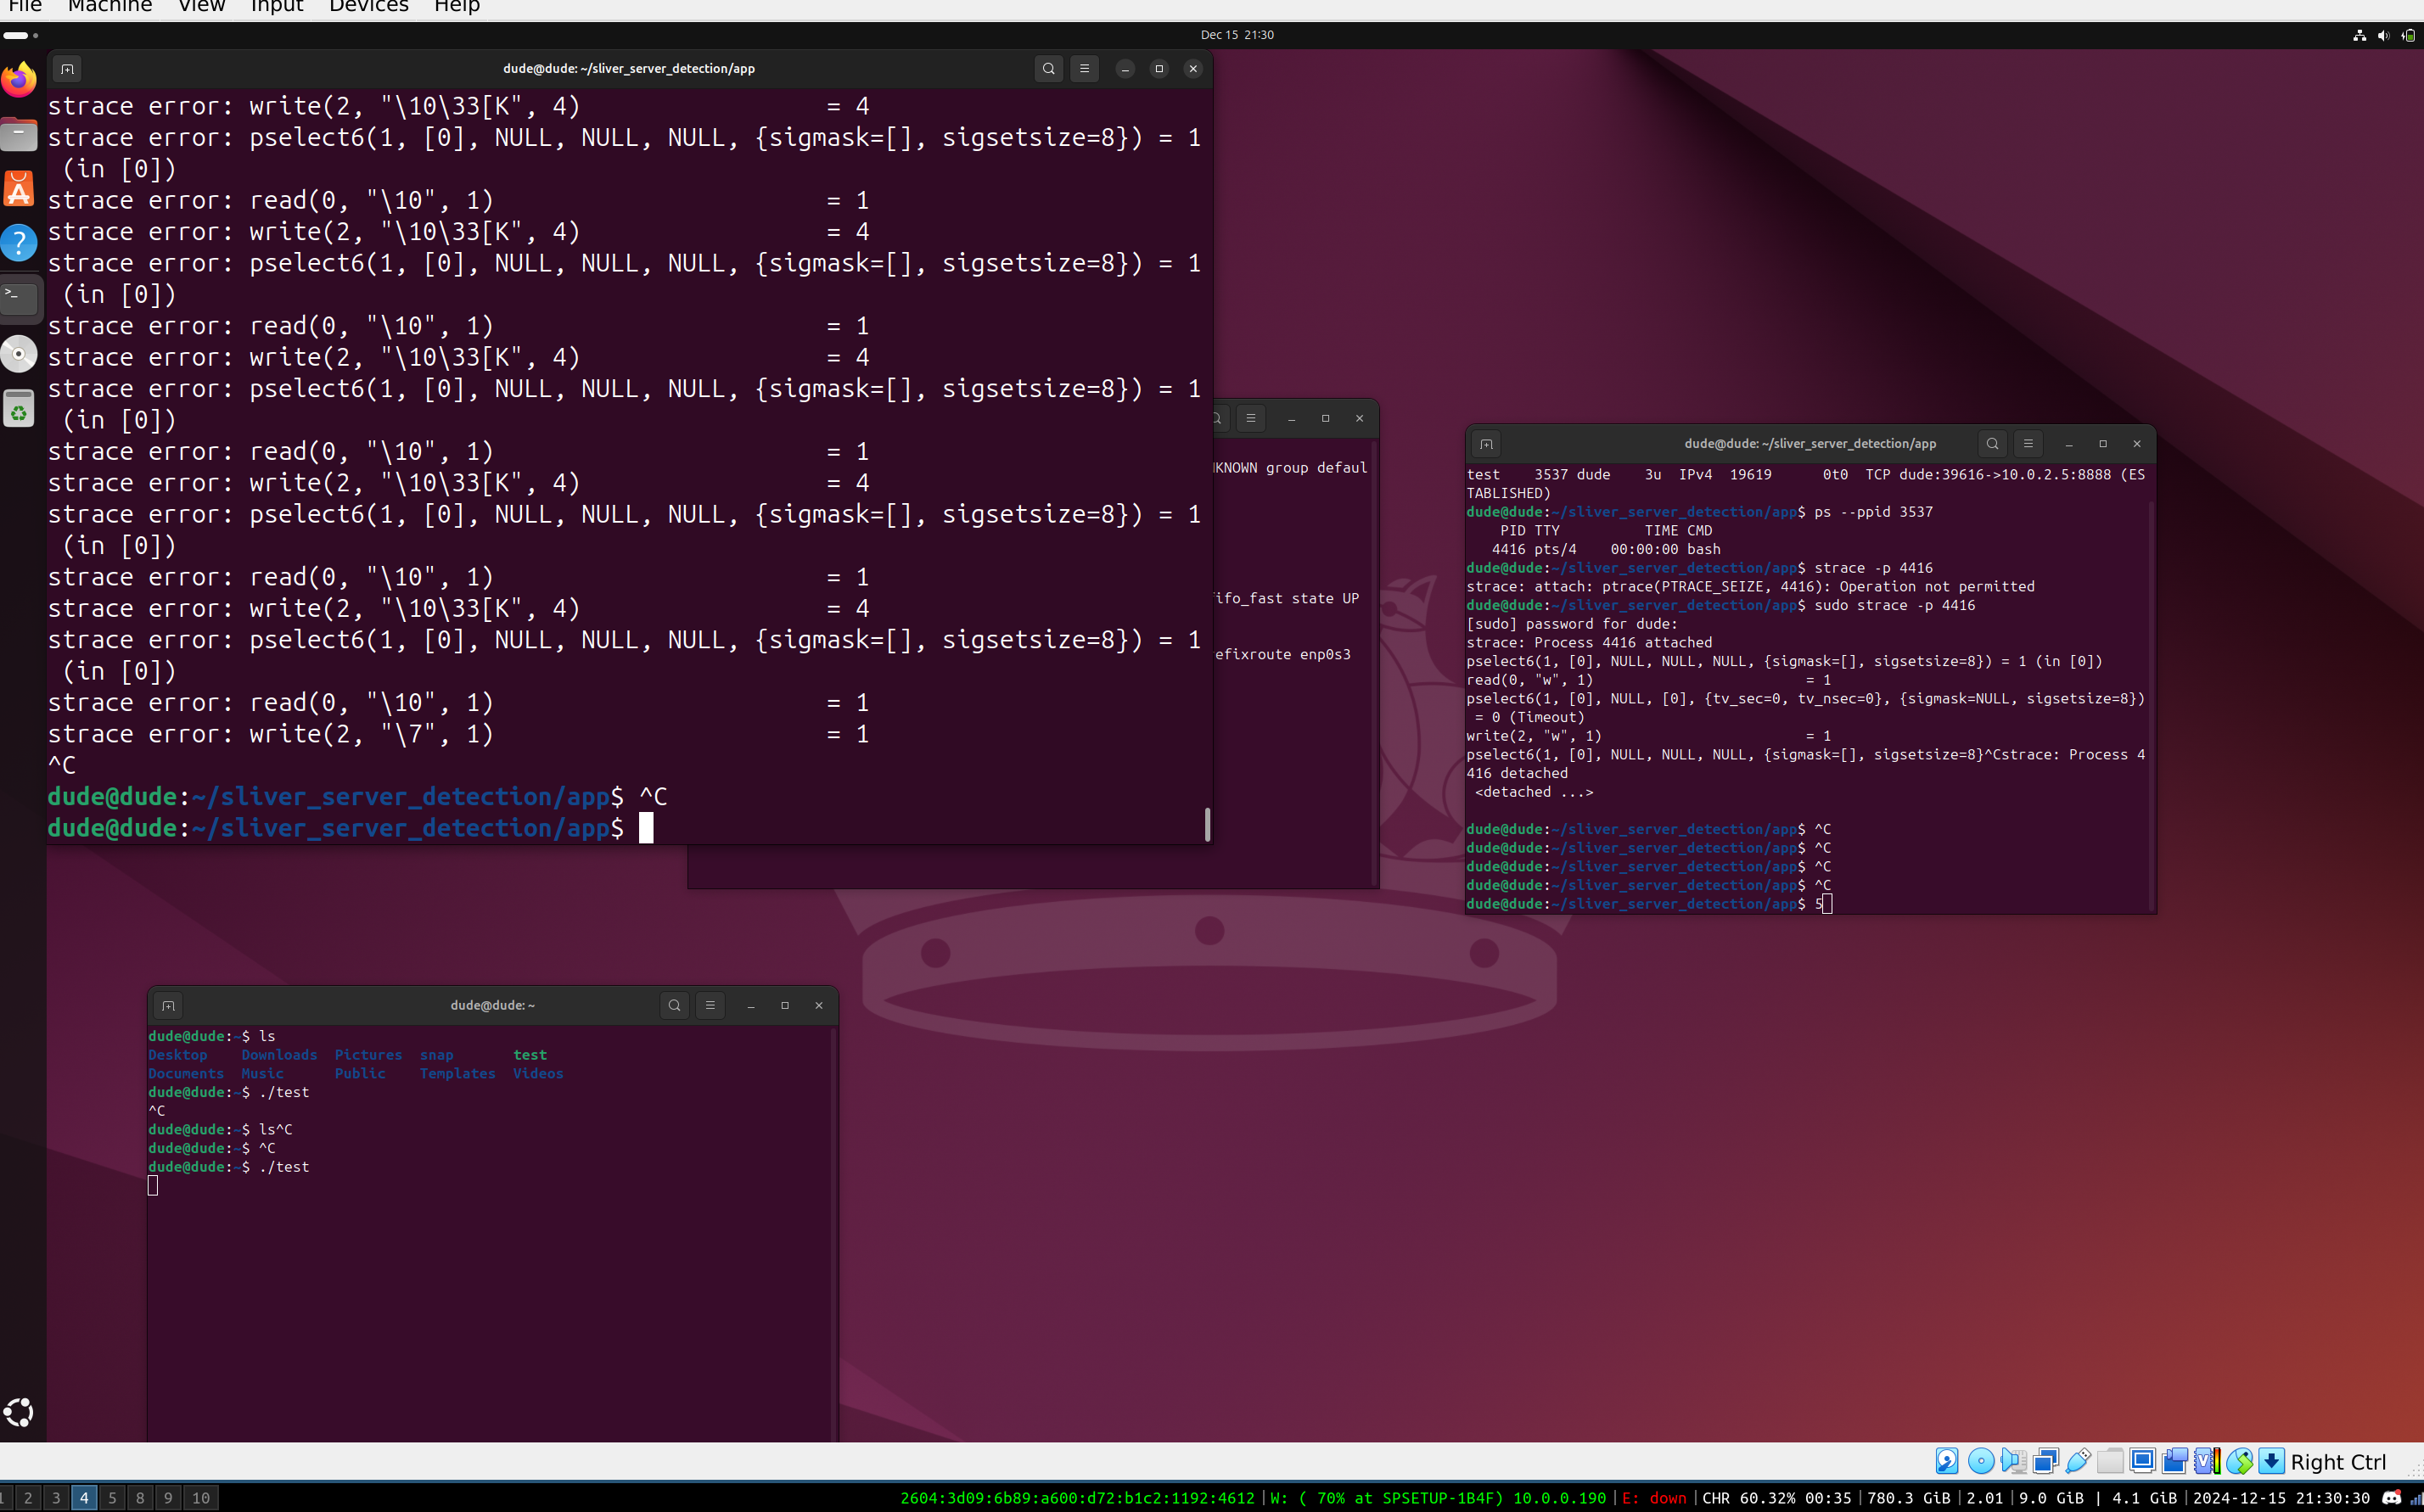 File Machine View Input Devices Help
Dec 15 21:30
dude@dude: ~/sliver_server_detection/app
strace error: write(2, "\10\33[K", 4) = 4
strace error: pselect6(1, [0], NULL, NULL, NULL, {sigmask=[], sigsetsize=8}) = 1
(in [0])
strace error: read(0, "\10", 1) = 1
strace error: write(2, "\10\33[K", 4) = 4
strace error: pselect6(1, [0], NULL, NULL, NULL, {sigmask=[], sigsetsize=8}) = 1
(in [0])
strace error: read(0, "\10", 1) = 1
strace error: write(2, "\10\33[K", 4) = 4
strace error: pselect6(1, [0], NULL, NULL, NULL, {sigmask=[], sigsetsize=8}) = 1
(in [0])
strace error: read(0, "\10", 1) = 1
strace error: write(2, "\10\33[K", 4) = 4
strace error: pselect6(1, [0], NULL, NULL, NULL, {sigmask=[], sigsetsize=8}) = 1
(in [0])
strace error: read(0, "\10", 1) = 1
strace error: write(2, "\10\33[K", 4) = 4
strace error: pselect6(1, [0], NULL, NULL, NULL, {sigmask=[], sigsetsize=8}) = 1
(in [0])
strace error: read(0, "\10", 1) = 1
strace error: write(2, "\7", 1) = 1
^C
dude@dude:~/sliver_server_detection/app$ ^C
dude@dude:~/sliver_server_detection/app$
group defaul
fifo_fast state UP
enp0s3
dude@dude: ~/sliver_server_detection/app
test 3537 dude 3u IPv4 19619 0t0 TCP dude:39616->10.0.2.5:8888 (ES
TABLISHED)
dude@dude:~/sliver_server_detection/app$ ps --ppid 3537
PID TTY TIME CMD
4416 pts/4 00:00:00 bash
dude@dude:~/sliver_server_detection/app$ strace -p 4416
strace: attach: ptrace(PTRACE_SEIZE, 4416): Operation not permitted
dude@dude:~/sliver_server_detection/app$ sudo strace -p 4416
[sudo] password for dude:
strace: Process 4416 attached
pselect6(1, [0], NULL, NULL, NULL, {sigmask=[], sigsetsize=8}) = 1 (in [0])
read(0, "w", 1) = 1
pselect6(1, [0], NULL, [0], {tv_sec=0, tv_nsec=0}, {sigmask=NULL, sigsetsize=8})
= 0 (Timeout)
write(2, "w", 1) = 1
pselect6(1, [0], NULL, NULL, NULL, {sigmask=[], sigsetsize=8}^Cstrace: Process 4
416 detached
<detached ...>
dude@dude:~/sliver_server_detection/app$ ^C
dude@dude:~/sliver_server_detection/app$ ^C
dude@dude:~/sliver_server_detection/app$ ^C
dude@dude:~/sliver_server_detection/app$ ^C
dude@dude:~/sliver_server_detection/app$ 5
dude@dude: ~
dude@dude:~$ ls
Desktop Downloads Pictures snap test
Documents Music Public Templates Videos
dude@dude:~$ ./test
^C
dude@dude:~$ ls^C
dude@dude:~$ ^C
dude@dude:~$ ./test
Right Ctrl
1 2 3 4 5 8 9 10
2604:3d09:6b89:a600:d72:b1c2:1192:4612|W: ( 70% at SPSETUP-1B4F) 10.0.0.190|E: down|CHR 60.32% 00:35|780.3 GiB|2.01|9.0 GiB | 4.1 GiB|2024-12-15 21:30:30